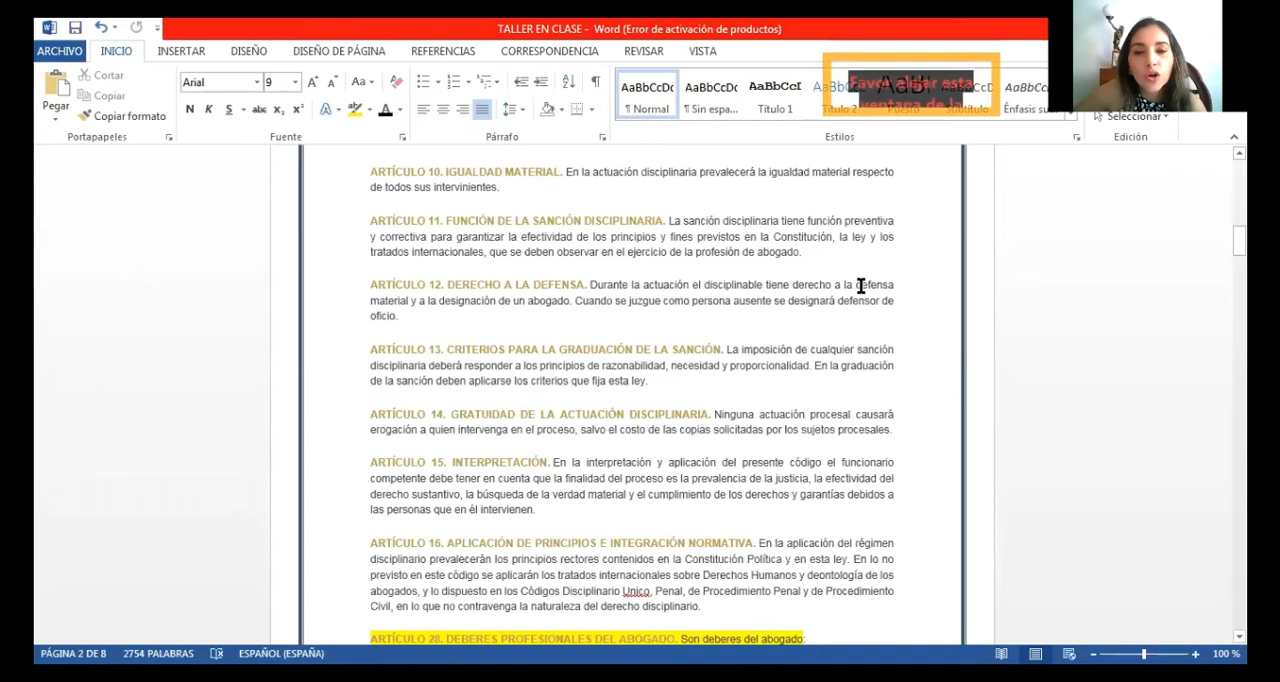 TALLER EN CLASE - Word (Error de activación de productos)
ARCHIVO INICIO INSERTAR DISEÑO DISEÑO DE PÁGINA REFERENCIAS CORRESPONDENCIA REVISAR VISTA
Pegar
Cortar
Copiar
Copiar formato
Portapapeles
Arial 9
Aa
N K S abc x₂ x² A A
Fuente
Párrafo
AaBbCcDc AaBbCcDc AaBbCcI
¶ Normal ¶ Sin espa... Título 1 Título 2 Puesto Subtítulo Énfasis sutil
Estilos
Favor
esta
ventana de la
Seleccionar
Edición
ARTÍCULO 10. IGUALDAD MATERIAL. En la actuación disciplinaria prevalecerá la igualdad material respecto
de todos sus intervinientes.
ARTÍCULO 11. FUNCIÓN DE LA SANCIÓN DISCIPLINARIA. La sanción disciplinaria tiene función preventiva
y correctiva para garantizar la efectividad de los principios y fines previstos en la Constitución, la ley y los
tratados internacionales, que se deben observar en el ejercicio de la profesión de abogado.
ARTÍCULO 12. DERECHO A LA DEFENSA. Durante la actuación el disciplinable tiene derecho a la defensa
material y a la designación de un abogado. Cuando se juzgue como persona ausente se designará defensor de
oficio.
ARTÍCULO 13. CRITERIOS PARA LA GRADUACIÓN DE LA SANCIÓN. La imposición de cualquier sanción
disciplinaria deberá responder a los principios de razonabilidad, necesidad y proporcionalidad. En la graduación
de la sanción deben aplicarse los criterios que fija esta ley.
ARTÍCULO 14. GRATUIDAD DE LA ACTUACIÓN DISCIPLINARIA. Ninguna actuación procesal causará
erogación a quien intervenga en el proceso, salvo el costo de las copias solicitadas por los sujetos procesales.
ARTÍCULO 15. INTERPRETACIÓN. En la interpretación y aplicación del presente código el funcionario
competente debe tener en cuenta que la finalidad del proceso es la prevalencia de la justicia, la efectividad del
derecho sustantivo, la búsqueda de la verdad material y el cumplimiento de los derechos y garantías debidos a
las personas que en él intervienen.
ARTÍCULO 16. APLICACIÓN DE PRINCIPIOS E INTEGRACIÓN NORMATIVA. En la aplicación del régimen
disciplinario prevalecerán los principios rectores contenidos en la Constitución Política y en esta ley. En lo no
previsto en este código se aplicarán los tratados internacionales sobre Derechos Humanos y deontología de los
abogados, y lo dispuesto en los Códigos Disciplinario Unico, Penal, de Procedimiento Penal y de Procedimiento
Civil, en lo que no contravenga la naturaleza del derecho disciplinario.
ARTÍCULO 28. DEBERES PROFESIONALES DEL ABOGADO. Son deberes del abogado:
PÁGINA 2 DE 8 2754 PALABRAS ESPAÑOL (ESPAÑA) 100 %